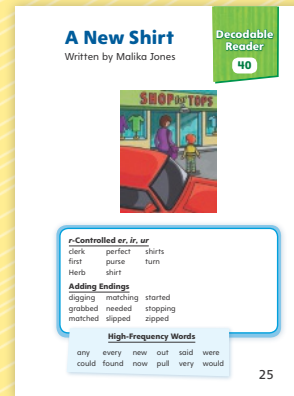 A New Shirt
Written by Malika Jones
Decodable
Reader
40
SHOP for TOPS
r-Controlled er, ir, ur
clerk perfect shirts
first purse turn
Herb shirt
Adding Endings
digging matching started
grabbed needed stopping
matched slipped zipped
High-Frequency Words
any every new out said were
could found now pull very would
25